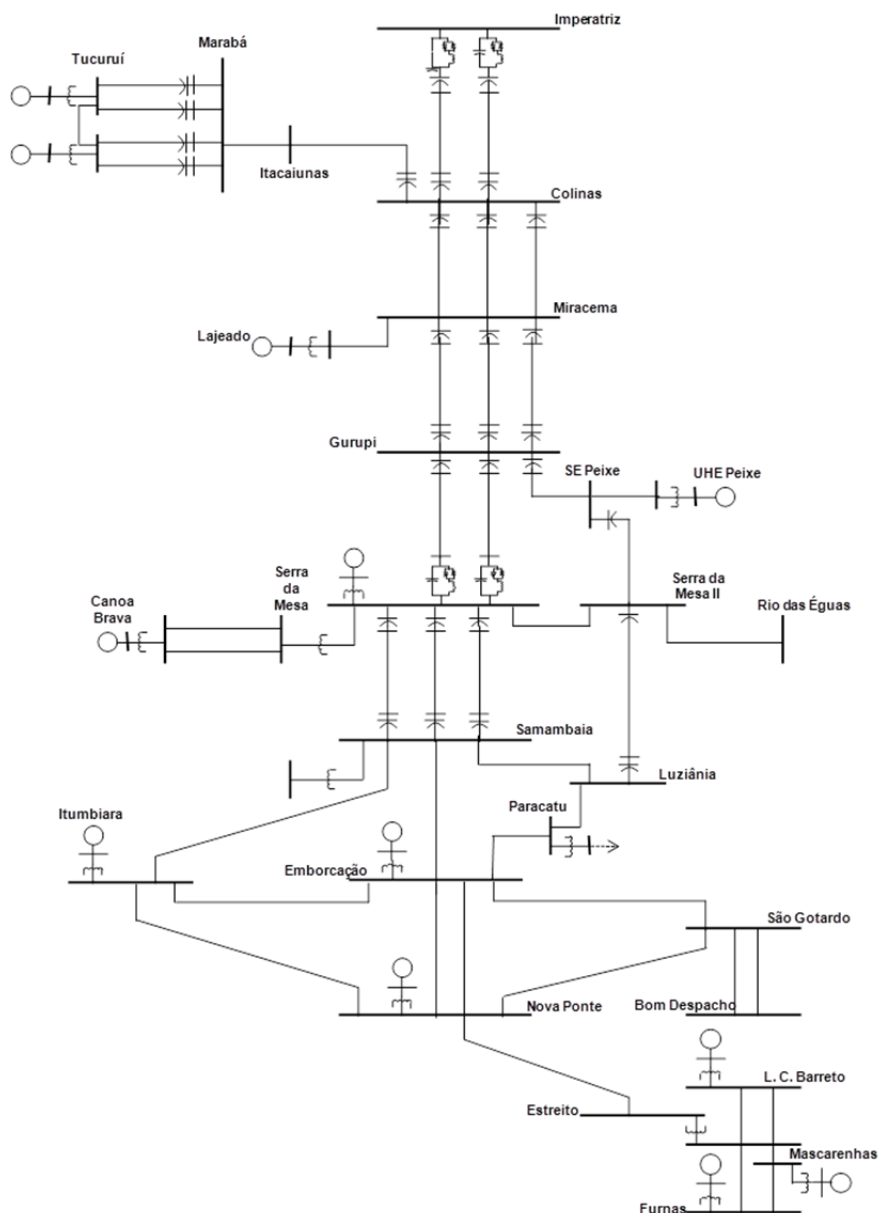 Imperatriz
Marabá
Tucuruí
Itacaiunas
Colinas
Miracema
Lajeado
Gurupi
SE Peixe
UHE Peixe
Serra
da
Mesa
Canoa
Brava
Serra da
Mesa II
Rio das Éguas
Samambaia
Luziânia
Paracatu
Itumbiara
Emborcação
São Gotardo
Nova Ponte
Bom Despacho
L. C. Barreto
Estreito
Mascarenhas
Furnas